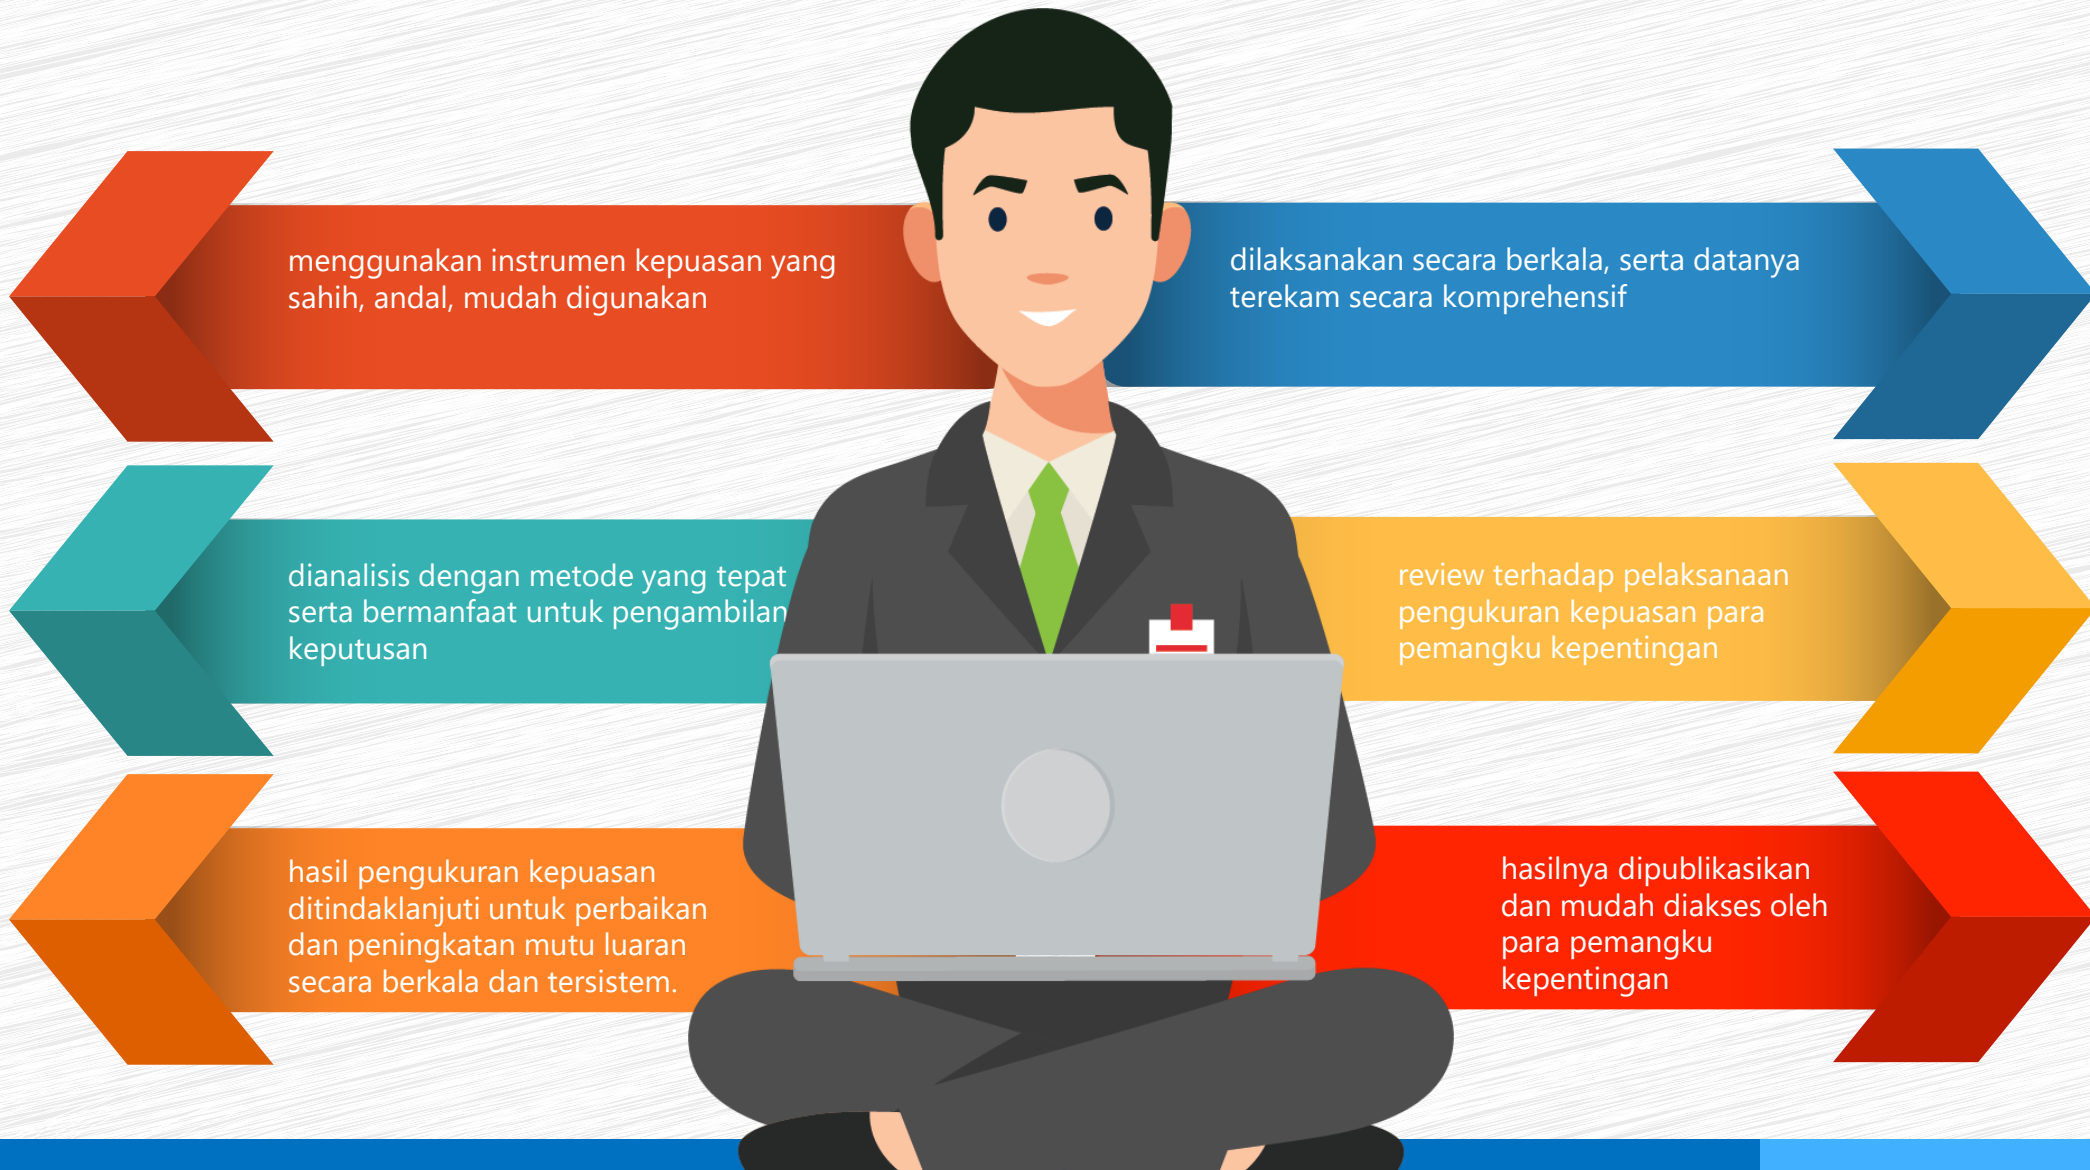 menggunakan instrumen kepuasan yang
sahih, andal, mudah digunakan
dilaksanakan secara berkala, serta datanya
terekam secara komprehensif
dianalisis dengan metode yang tepat
serta bermanfaat untuk pengambilan
keputusan
review terhadap pelaksanaan
pengukuran kepuasan para
pemangku kepentingan
hasil pengukuran kepuasan
ditindaklanjuti untuk perbaikan
dan peningkatan mutu luaran
secara berkala dan tersistem.
hasilnya dipublikasikan
dan mudah diakses oleh
para pemangku
kepentingan